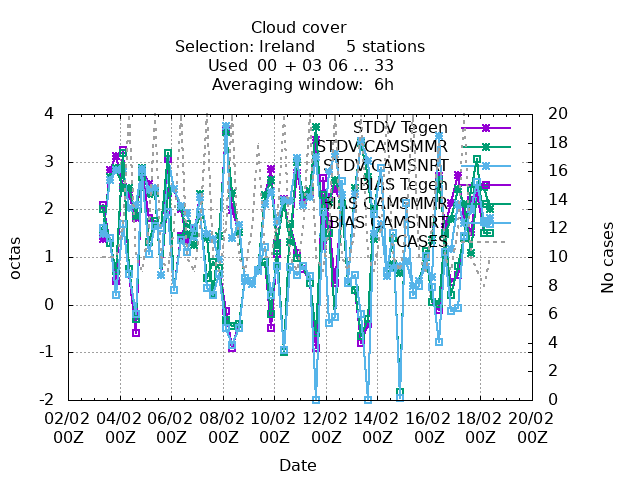 Cloud cover
Selection: Ireland 5 stations
Used 00 + 03 06 ... 33
Averaging window: 6h
4
3
2
1
0
-1
-2
octas
20
18
16
14
12
10
8
6
4
2
0
No cases
STDV Tegen
STDV CAMSMMR
STDV CAMSNRT
BIAS Tegen
BIAS CAMSMMR
BIAS CAMSNRT
CASES
02/02 04/02 06/02 08/02 10/02 12/02 14/02 16/02 18/02 20/02
00Z 00Z 00Z 00Z 00Z 00Z 00Z 00Z 00Z 00Z
Date